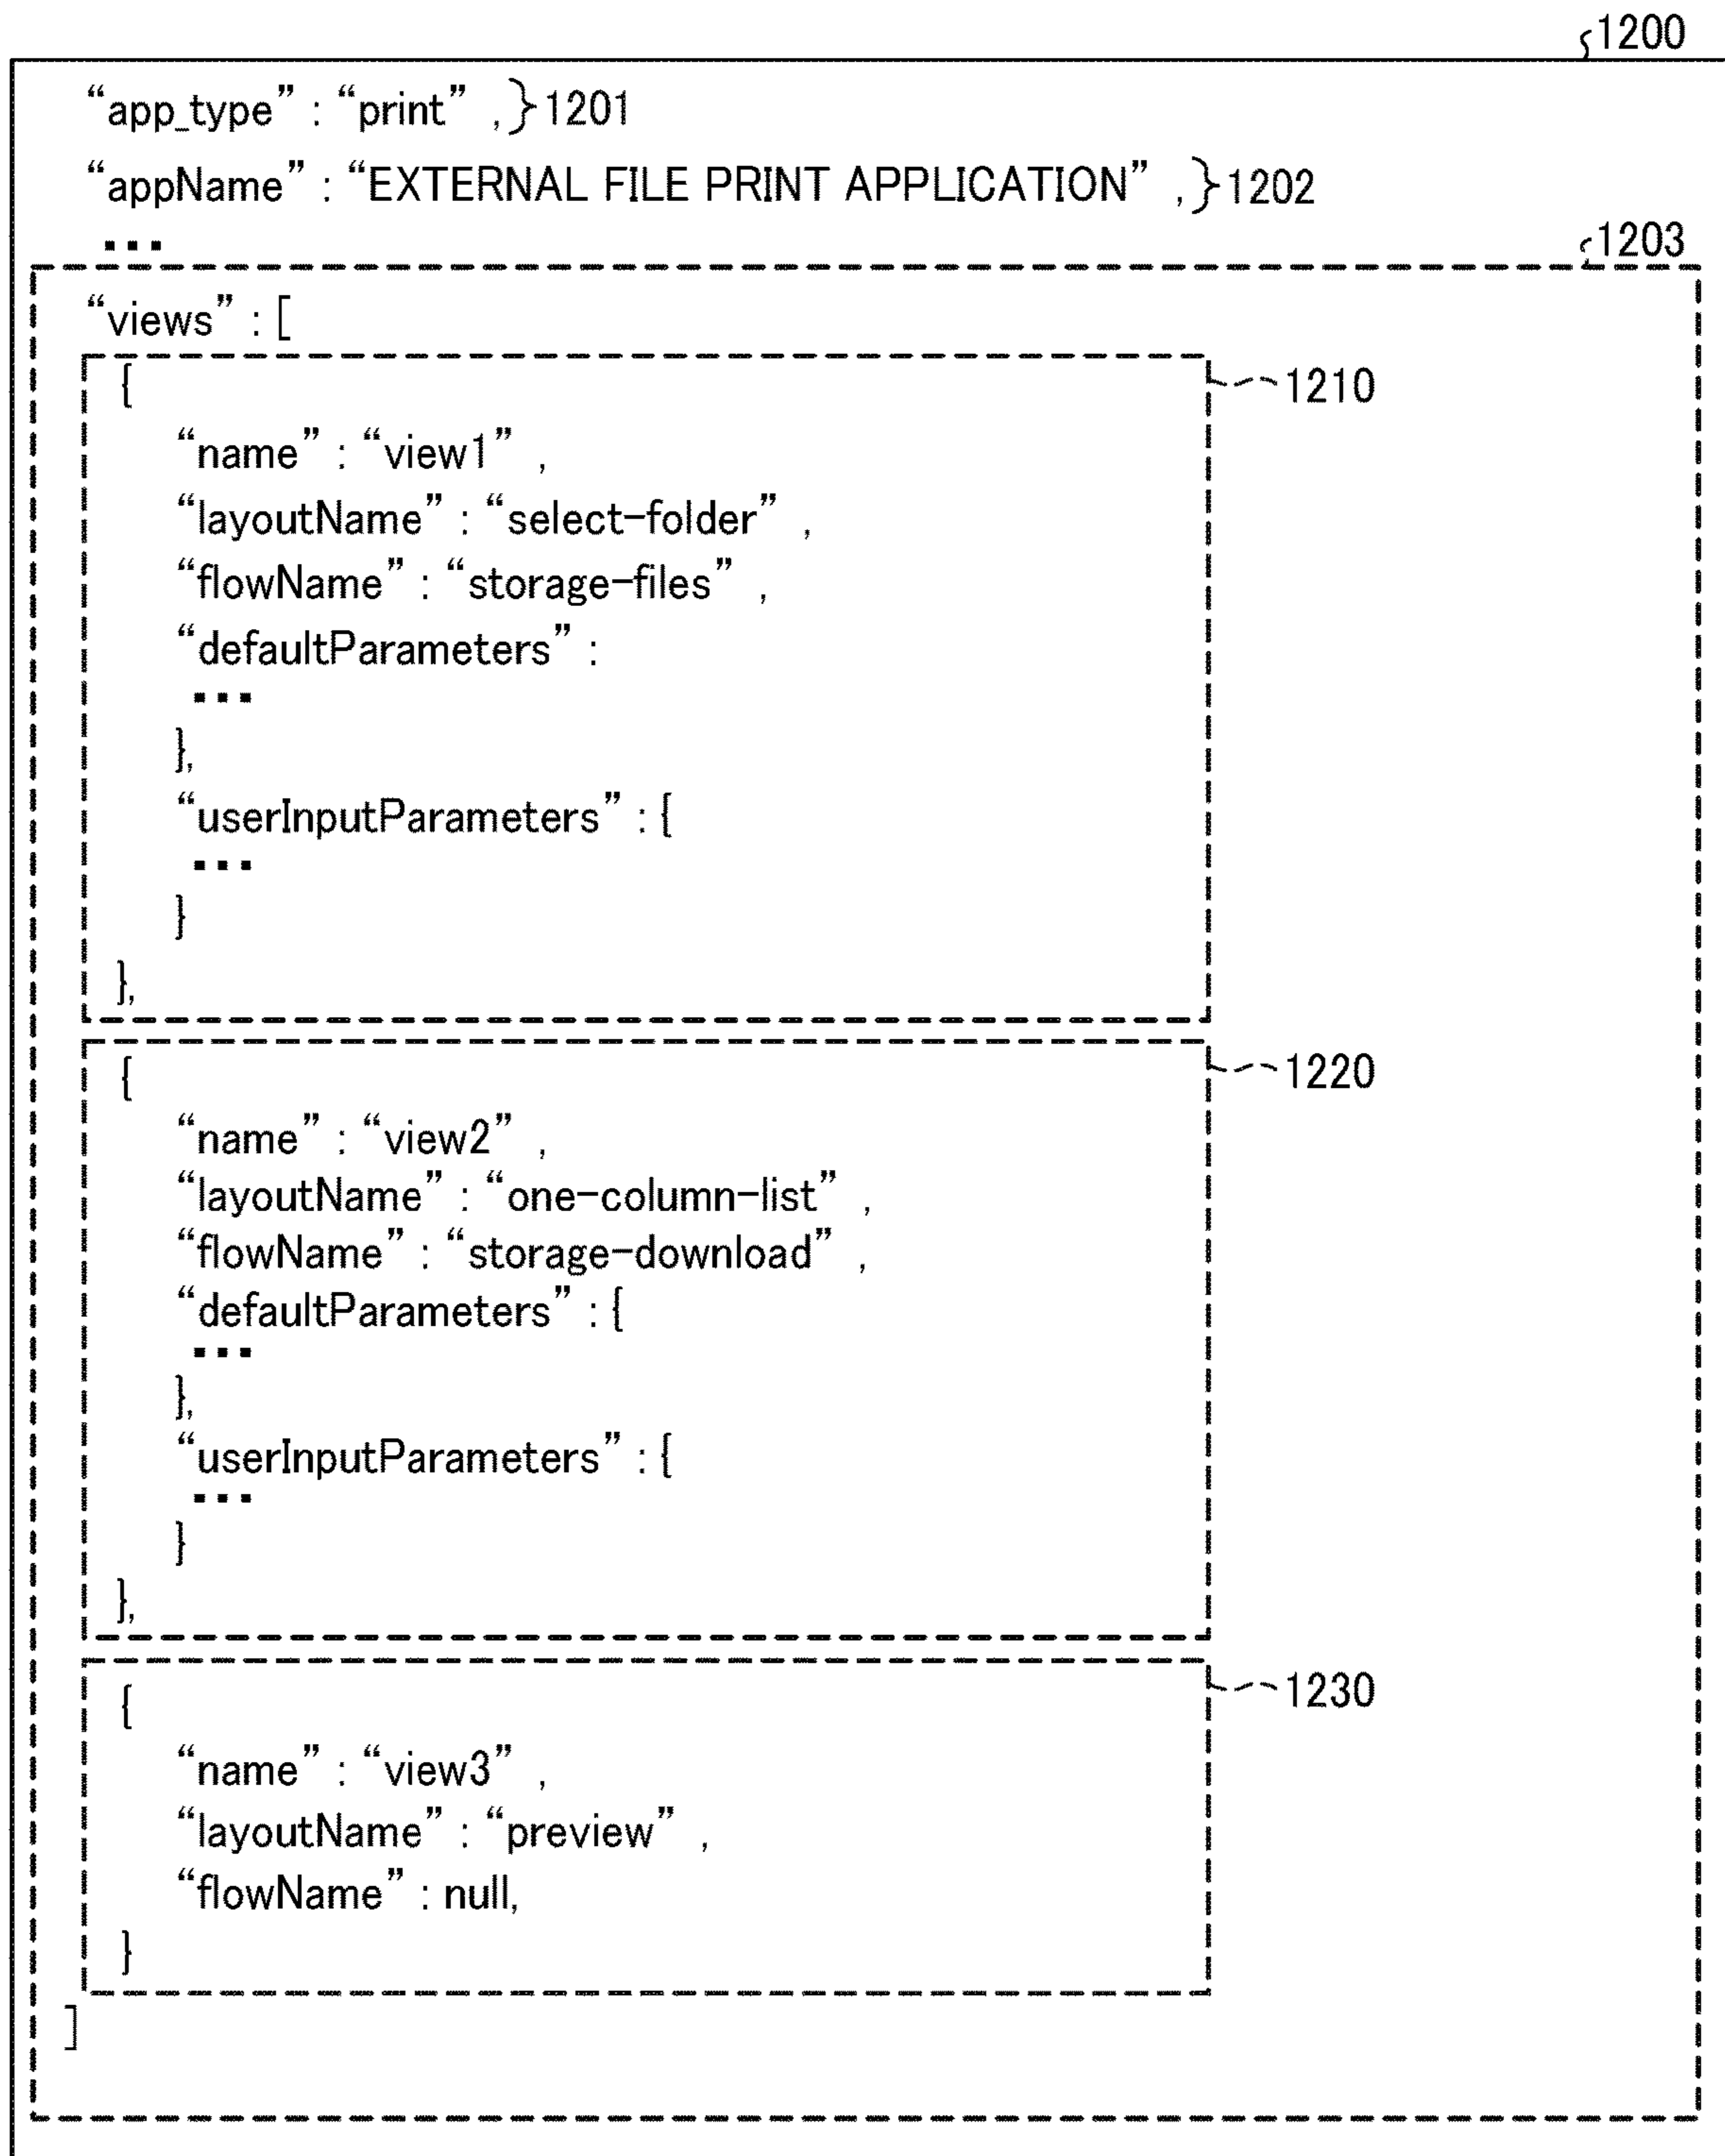 1200
“app_type” : “print” ,}1201
“appName” : “EXTERNAL FILE PRINT APPLICATION” ,}1202
...
1203
“views” : [
{
1210
“name” : “view1” ,
“layoutName” : “select-folder” ,
“flowName” : “storage-files” ,
“defaultParameters” :
...
},
“userInputParameters” : {
...
}
},
{
1220
“name” : “view2” ,
“layoutName” : “one-column-list” ,
“flowName” : “storage-download” ,
“defaultParameters” : {
...
},
“userInputParameters” : {
...
}
},
{
1230
“name” : “view3” ,
“layoutName” : “preview” ,
“flowName” : null,
}
]